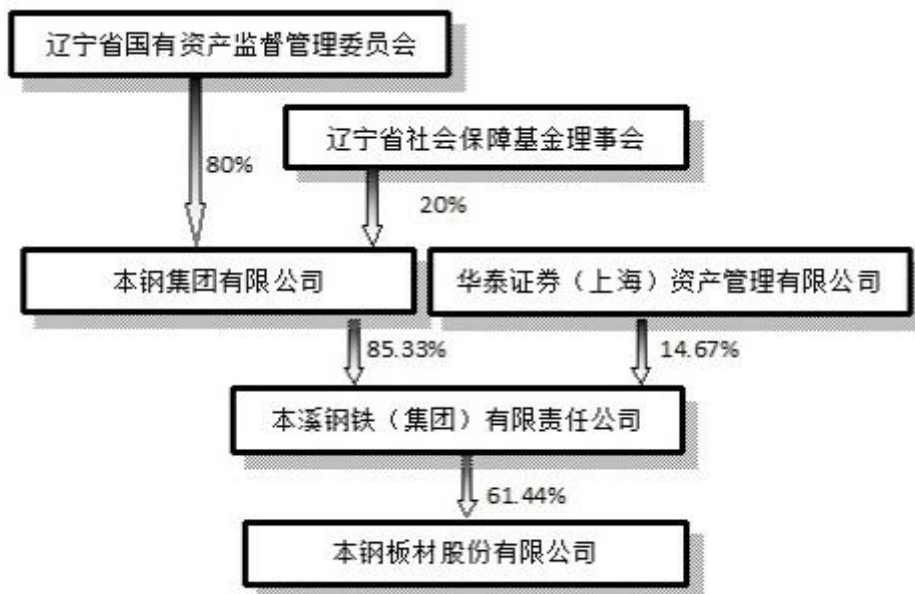 辽宁省国有资产监督管理委员会
辽宁省社会保障基金理事会
80%
20%
本钢集团有限公司
华泰证券（上海）资产管理有限公司
85.33%
14.67%
本溪钢铁（集团）有限责任公司
61.44%
本钢板材股份有限公司